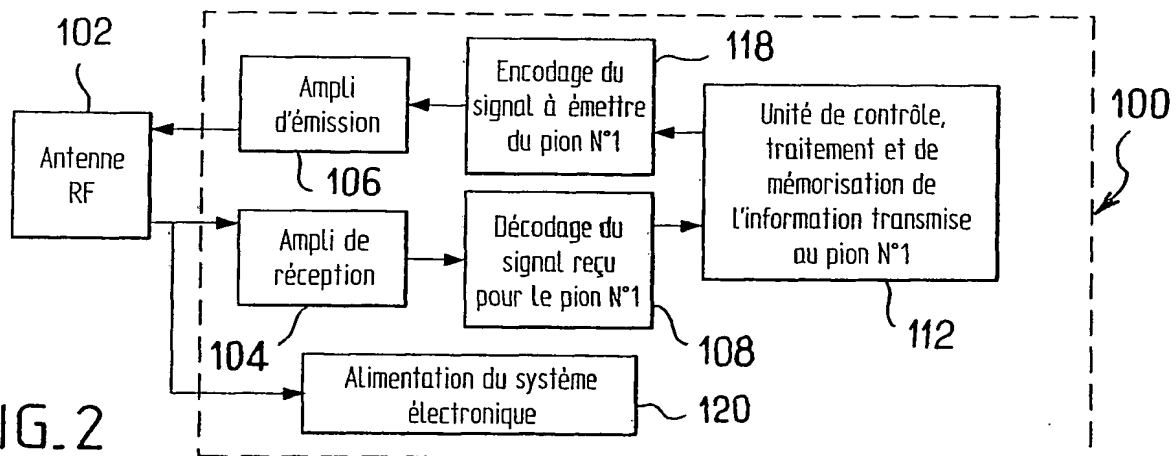 102
118
100
Antenne
RF
Ampli
d'émission
106
Encodage du
signal à émettre
du pion N°1
Unité de contrôle,
traitement et de
mémorisation de
l'information transmise
au pion N°1
112
Ampli de
réception
104
Décodage du
signal reçu
pour le pion N°1
108
Alimentation du système
électronique
120
IG_2